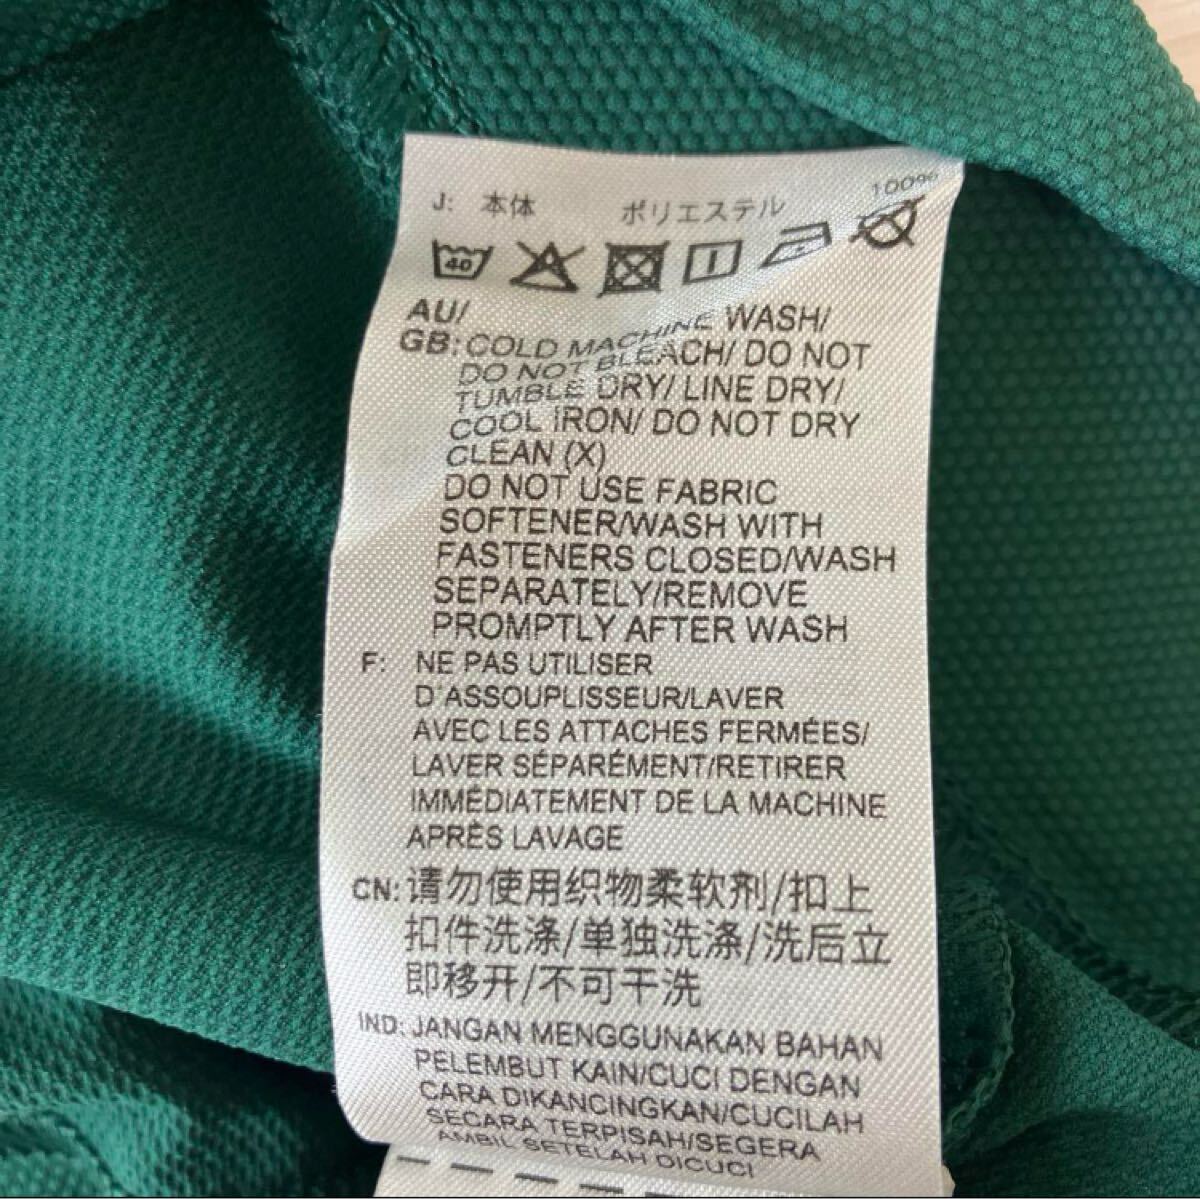 J: 本体 ポリエステル 100%
40
AU/
GB: COLD MACHINE WASH/
DO NOT BLEACH/ DO NOT
TUMBLE DRY/ LINE DRY/
COOL IRON/ DO NOT DRY
CLEAN (X)
DO NOT USE FABRIC
SOFTENER/WASH WITH
FASTENERS CLOSED/WASH
SEPARATELY/REMOVE
PROMPTLY AFTER WASH
F: NE PAS UTILISER
D'ASSOUPLISSEUR/LAVER
AVEC LES ATTACHES FERMÉES/
LAVER SÉPARÉMENT/RETIRER
IMMÉDIATEMENT DE LA MACHINE
APRÈS LAVAGE
CN: 请勿使用织物柔软剂/扣上
扣件洗涤/单独洗涤/洗后立
即移开/不可干洗
IND: JANGAN MENGGUNAKAN BAHAN
PELEMBUT KAIN/CUCI DENGAN
CARA DIKANCINGKAN/CUCILAH
SECARA TERPISAH/SEGERA
AMBIL SETELAH DICUCI